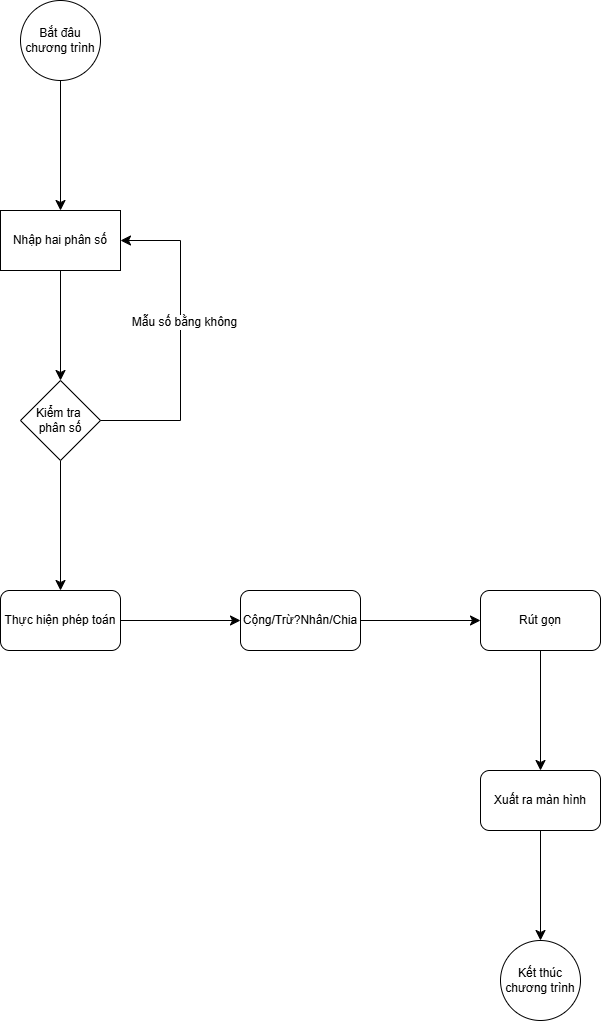 Bắt đâu
chương trình
Nhập hai phân số
Mẫu số bằng không
Kiểm tra
phân số
Thực hiện phép toán
Cộng/Trừ?Nhân/Chia
Rút gọn
Xuất ra màn hình
Kết thúc
chương trình